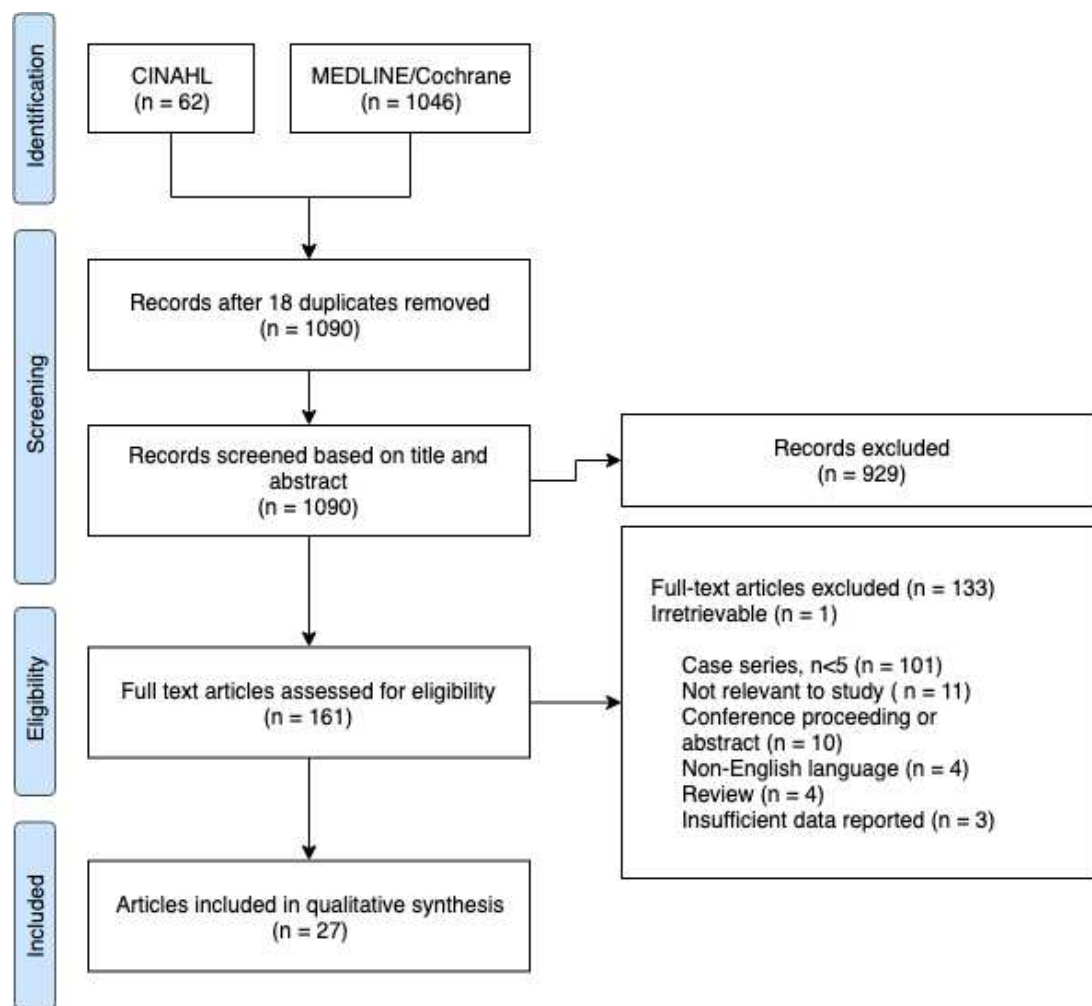 Identification
CINAHL
(n = 62)
MEDLINE/Cochrane
(n = 1046)
Screening
Records after 18 duplicates removed
(n = 1090)
Records screened based on title and
abstract
(n = 1090)
Records excluded
(n = 929)
Eligibility
Full text articles assessed for eligibility
(n = 161)
Full-text articles excluded (n = 133)
Irretrievable (n = 1)
Case series, n<5 (n = 101)
Not relevant to study ( n = 11)
Conference proceeding or
abstract (n = 10)
Non-English language (n = 4)
Review (n = 4)
Insufficient data reported (n = 3)
Included
Articles included in qualitative synthesis
(n = 27)